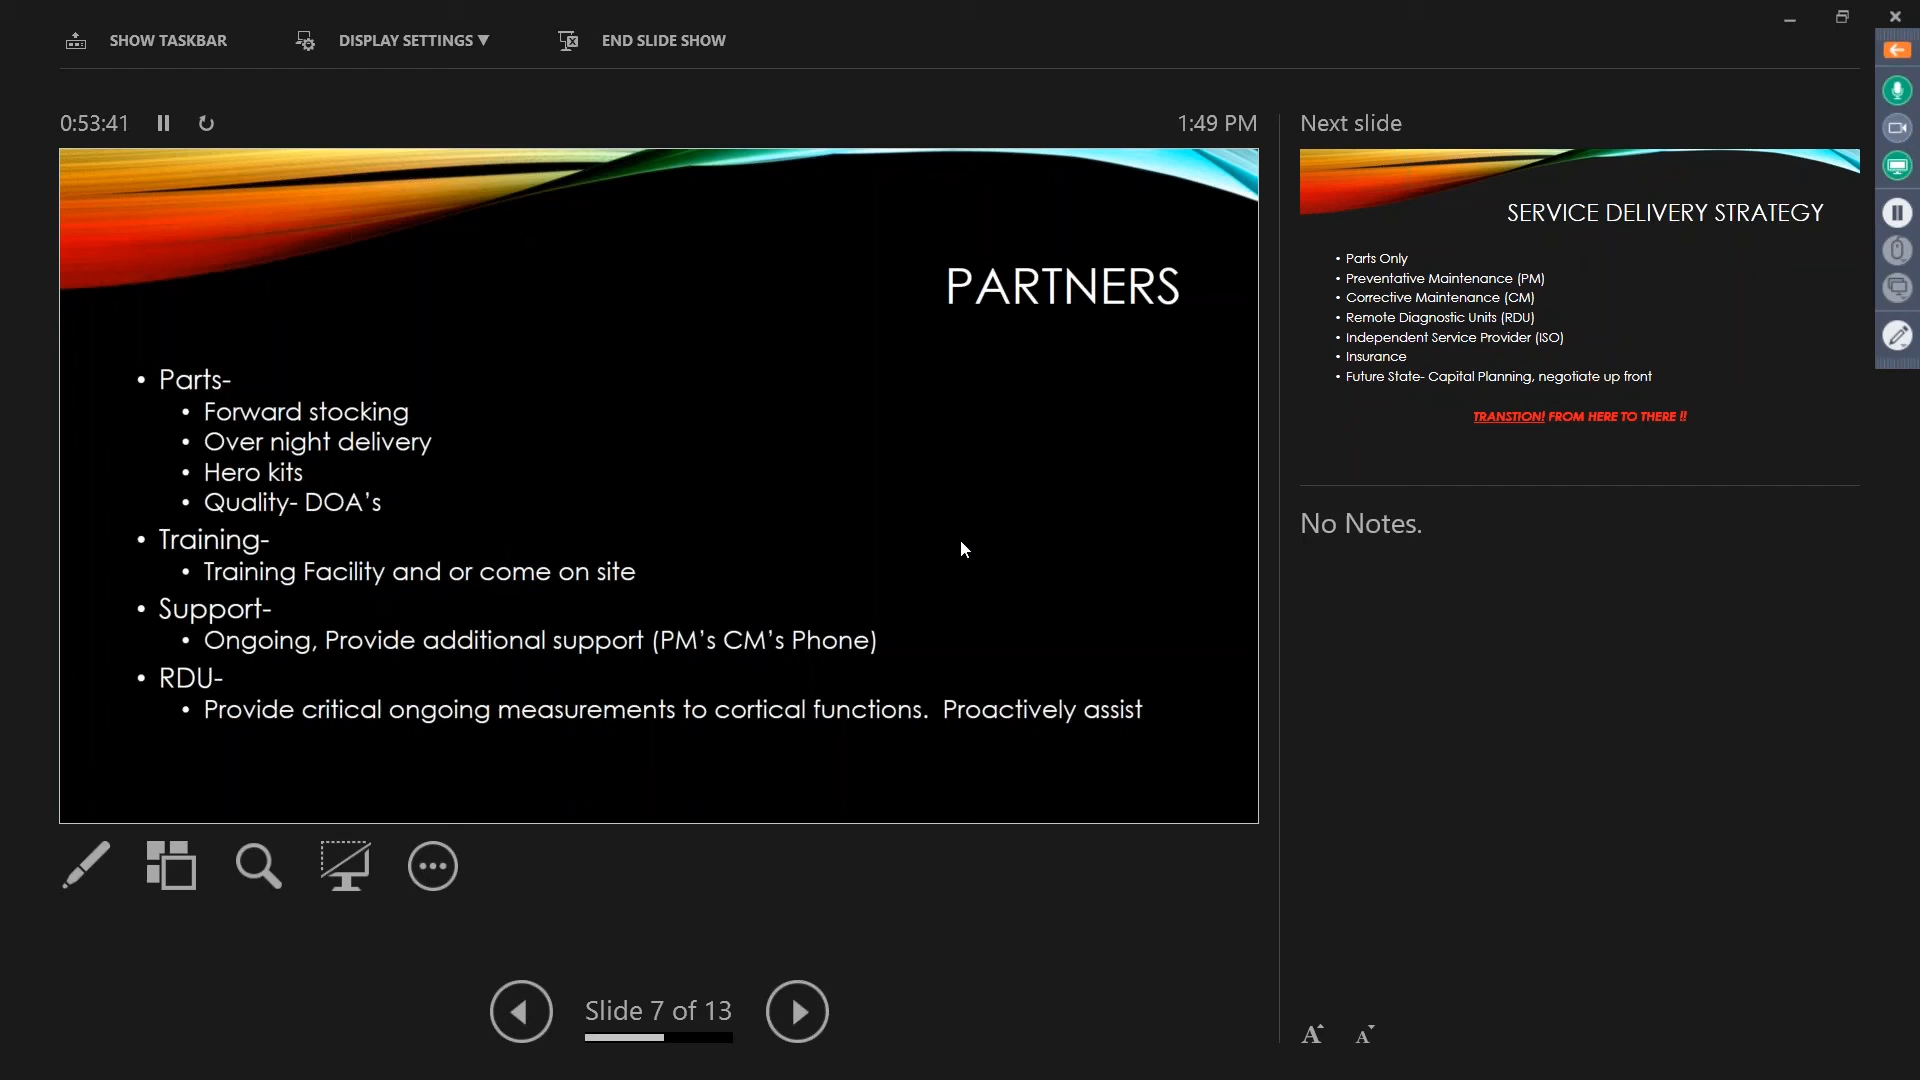 SHOW TASKBAR
DISPLAY SETTINGS ▼
END SLIDE SHOW
0:53:41
1:49 PM
PARTNERS
• Parts-
• Forward stocking
• Over night delivery
• Hero kits
• Quality- DOA's
• Training-
• Training Facility and or come on site
• Support-
• Ongoing, Provide additional support (PM's CM's Phone)
• RDU-
• Provide critical ongoing measurements to cortical functions.  Proactively assist
Slide 7 of 13
Next slide
SERVICE DELIVERY STRATEGY
• Parts Only
• Preventative Maintenance (PM)
• Corrective Maintenance (CM)
• Remote Diagnostic Units (RDU)
• Independent Service Provider (ISO)
• Insurance
• Future State- Capital Planning, negotiate up front
TRANSTION! FROM HERE TO THERE !!
No Notes.
A A